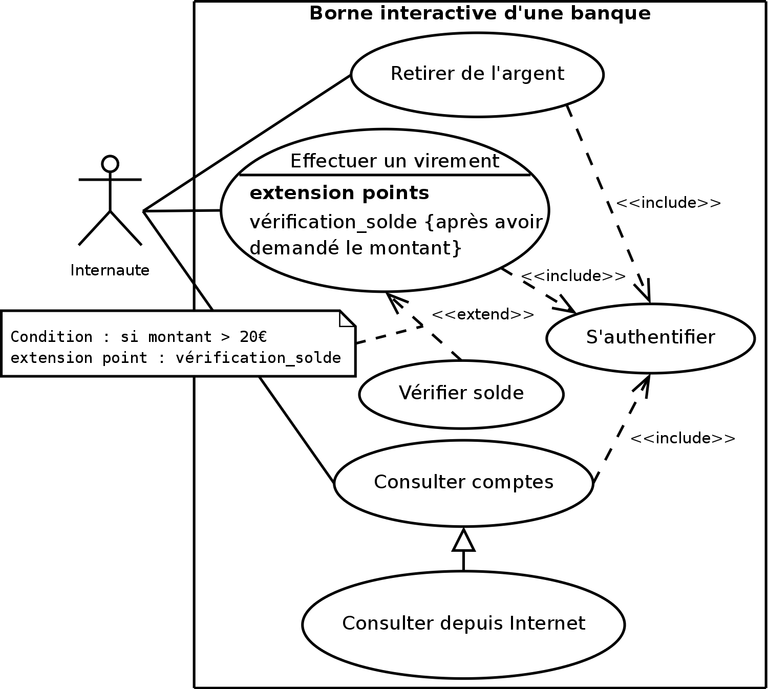 Borne interactive d'une banque
Retirer de l'argent
Effectuer un virement
extension points
vérification_solde {après avoir
demandé le montant}
<<include>>
Internaute
<<include>>
<<extend>>
Condition : si montant > 20€
extension point : vérification_solde
S'authentifier
Vérifier solde
<<include>>
Consulter comptes
Consulter depuis Internet